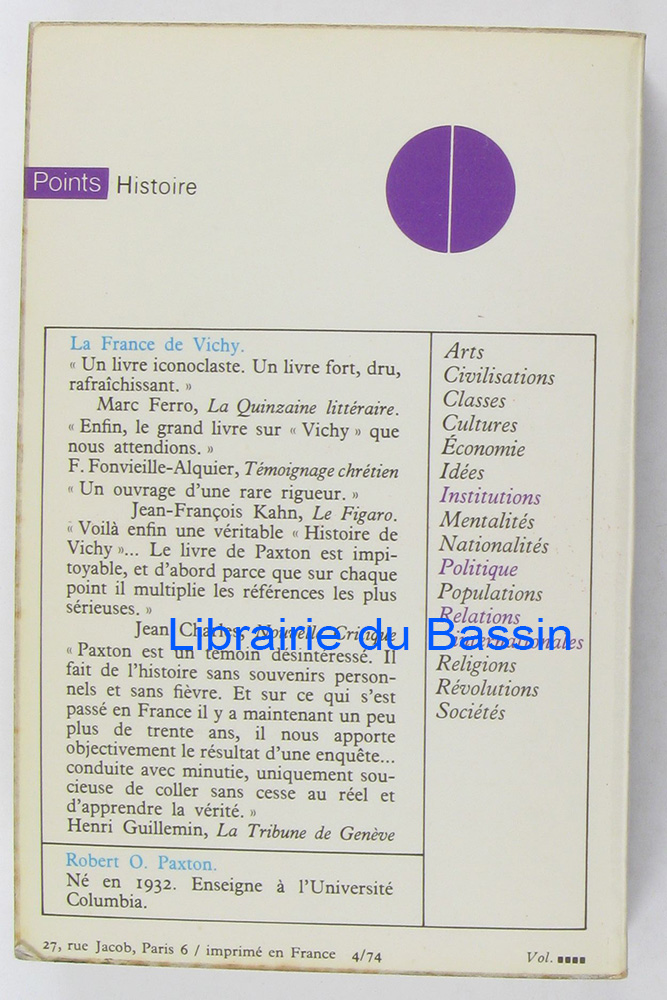 Points Histoire
La France de Vichy.
« Un livre iconoclaste. Un livre fort, dru,
rafraîchissant. »
Marc Ferro, La Quinzaine littéraire.
« Enfin, le grand livre sur « Vichy » que
nous attendions. »
F. Fonvieille-Alquier, Témoignage chrétien
« Un ouvrage d'une rare rigueur. »
Jean-François Kahn, Le Figaro.
« Voilà enfin une véritable « Histoire de
Vichy »... Le livre de Paxton est impi-
toyable, et d'abord parce que sur chaque
point il multiplie les références les plus
sérieuses. »
Jean Charles, Nouvelle Critique
« Paxton est un témoin désintéressé. Il
fait de l'histoire sans souvenirs person-
nels et sans fièvre. Et sur ce qui s'est
passé en France il y a maintenant un peu
plus de trente ans, il nous apporte
objectivement le résultat d'une enquête...
conduite avec minutie, uniquement sou-
cieuse de coller sans cesse au réel et
d'apprendre la vérité. »
Henri Guillemin, La Tribune de Genève
Robert O. Paxton.
Né en 1932. Enseigne à l'Université
Columbia.
Arts
Civilisations
Classes
Cultures
Économie
Idées
Institutions
Mentalités
Nationalités
Politique
Populations
Relations
internationales
Religions
Révolutions
Sociétés
Librairie du Bassin
27, rue Jacob, Paris 6 / imprimé en France 4/74
Vol.